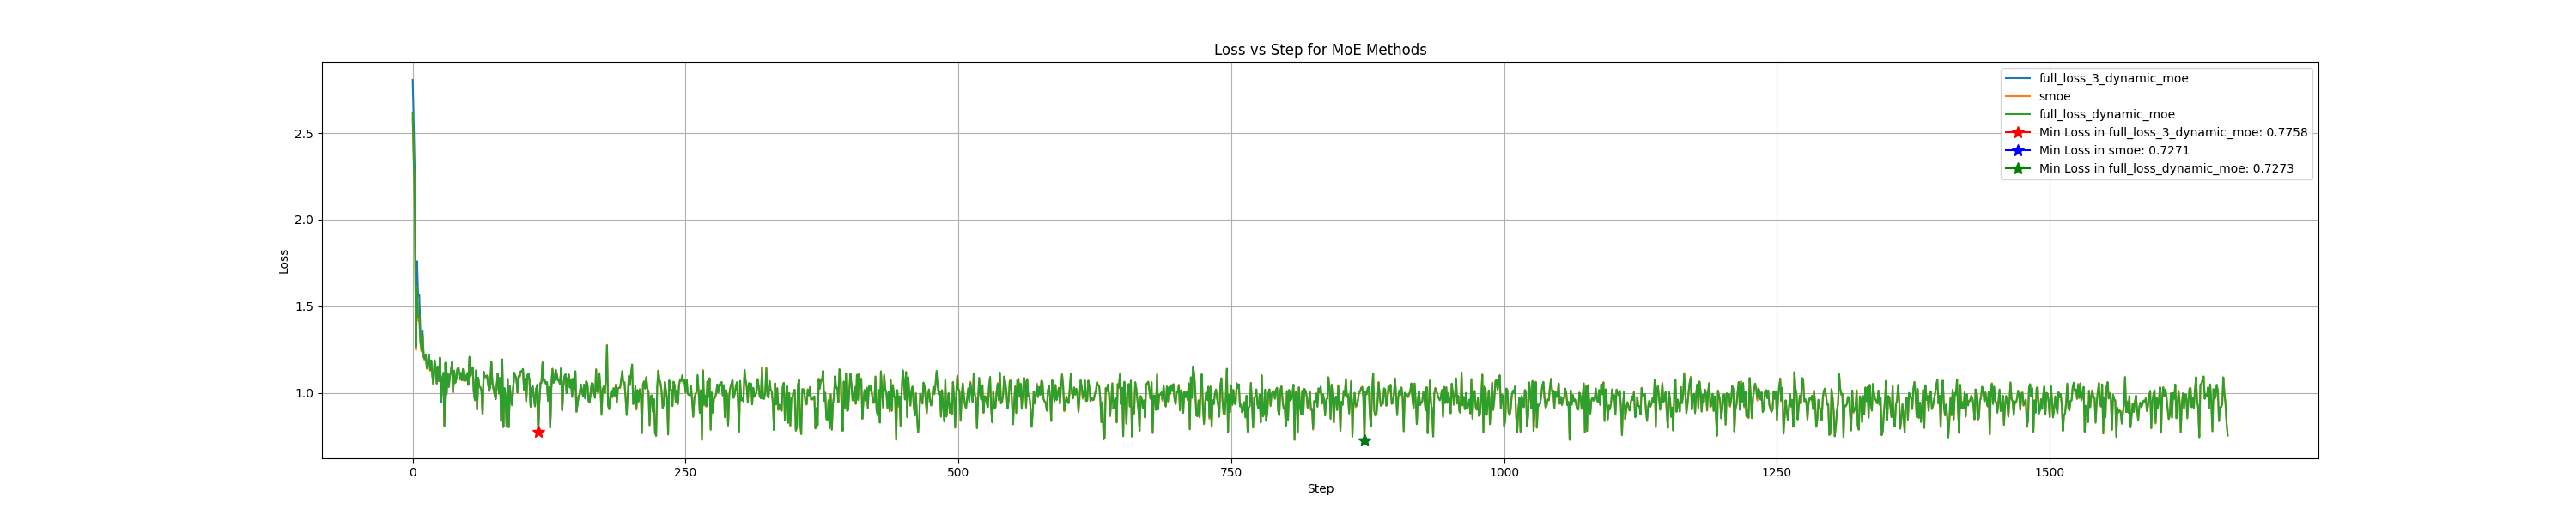 Loss vs Step for MoE Methods
full_loss_3_dynamic_moe
smoe
full_loss_dynamic_moe
Min Loss in full_loss_3_dynamic_moe: 0.7758
Min Loss in smoe: 0.7271
Min Loss in full_loss_dynamic_moe: 0.7273
2.5
2.0
1.5
1.0
Loss
0 250 500 750 1000 1250 1500
Step